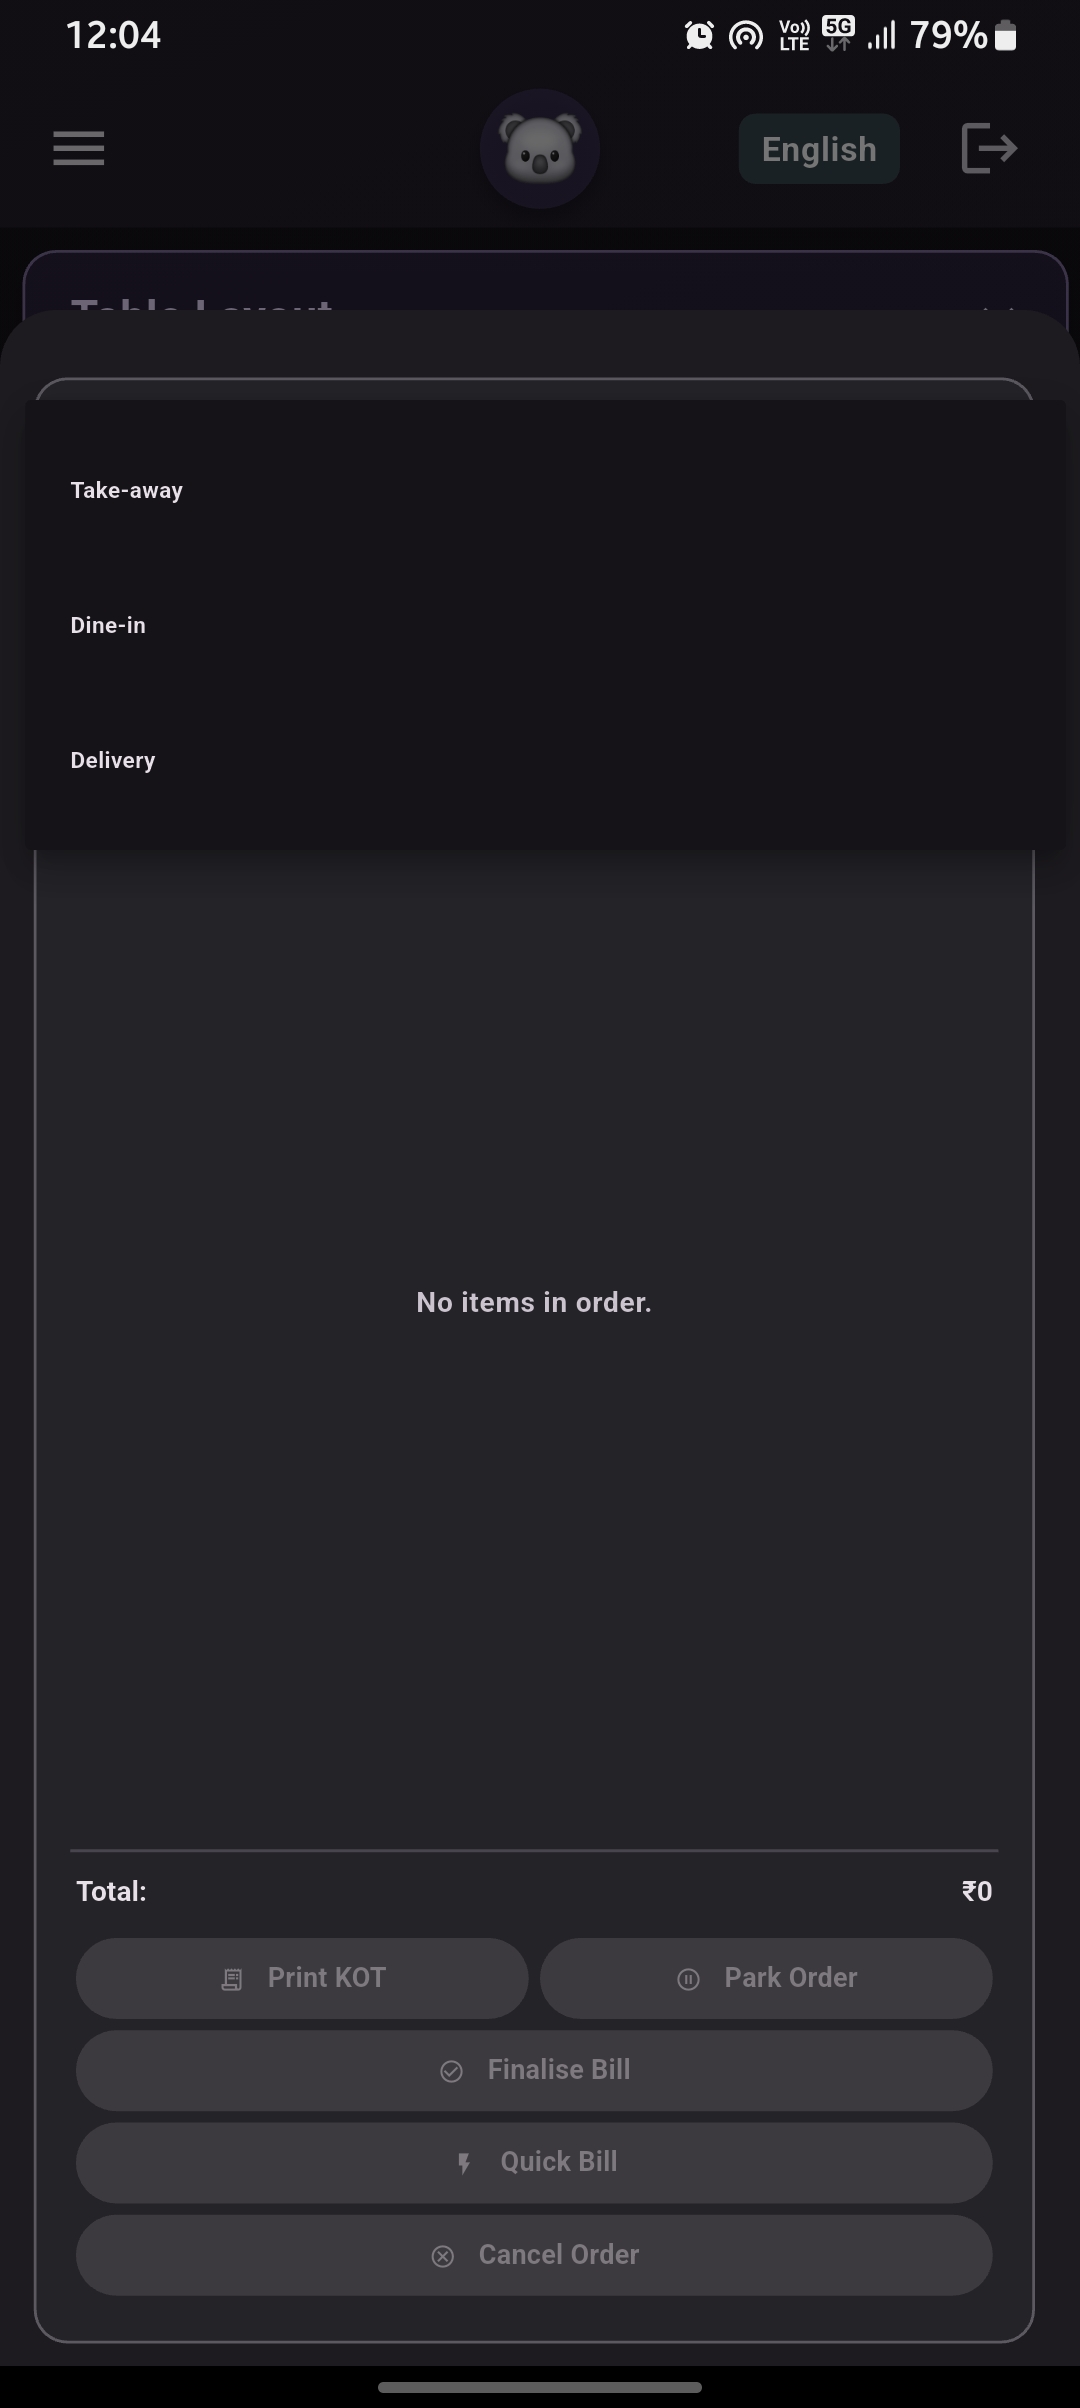 12:04
Vo)) LTE 5G 79%
English
Table Layout
Take-away
Dine-in
Delivery
No items in order.
Total: ₹0
Print KOT Park Order
Finalise Bill
Quick Bill
Cancel Order